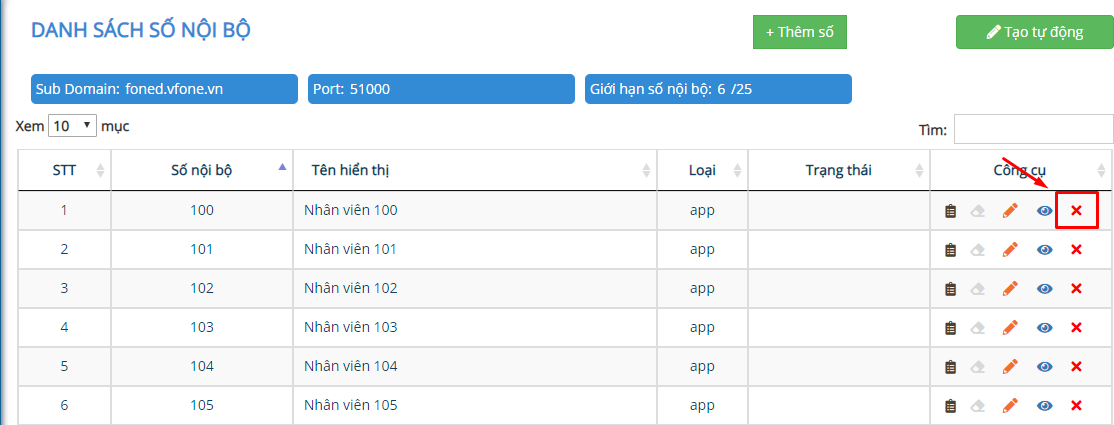 DANH SÁCH SỐ NỘI BỘ
+ Thêm số
Tạo tự động
Sub Domain: foned.vfone.vn
Port: 51000
Giới hạn số nội bộ: 6 /25
Xem 10 mục
Tìm:
STT Số nội bộ Tên hiển thị Loại Trạng thái Công cụ
1 100 Nhân viên 100 app
2 101 Nhân viên 101 app
3 102 Nhân viên 102 app
4 103 Nhân viên 103 app
5 104 Nhân viên 104 app
6 105 Nhân viên 105 app